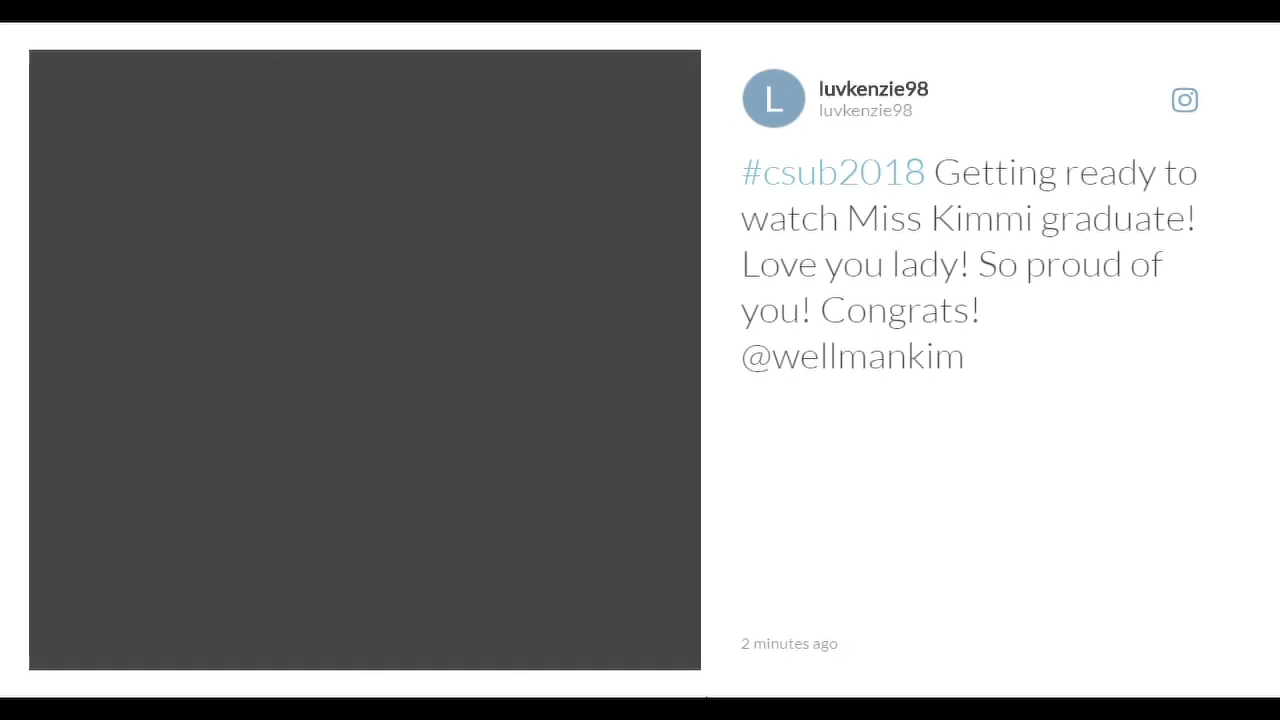 L
luvkenzie98
luvkenzie98
#csub2018 Getting ready to
watch Miss Kimmi graduate!
Love you lady! So proud of
you! Congrats!
@wellmankim
2 minutes ago